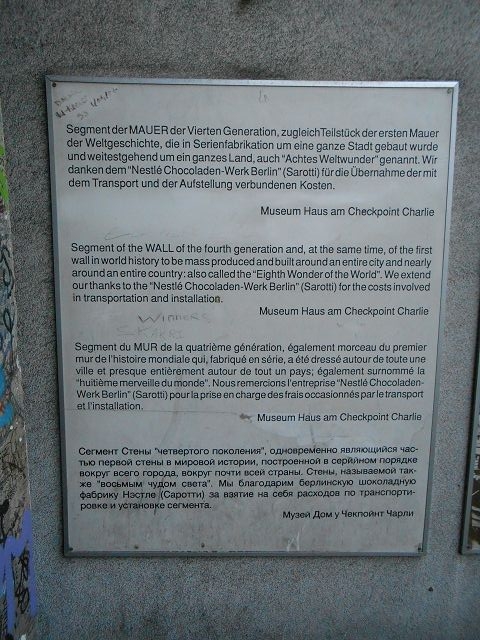 Segment der MAUER der Vierten Generation, zugleich Teilstück der ersten Mauer
der Weltgeschichte, die in Serienfabrikation um eine ganze Stadt gebaut wurde
und weitestgehend um ein ganzes Land, auch "Achtes Weltwunder" genannt. Wir
danken dem "Nestlé Chocoladen-Werk Berlin" (Sarotti) für die Übernahme der mit
dem Transport und der Aufstellung verbundenen Kosten.
Museum Haus am Checkpoint Charlie
Segment of the WALL of the fourth generation and, at the same time, of the first
wall in world history to be mass produced and built around an entire city and nearly
around an entire country: also called the "Eighth Wonder of the World". We extend
our thanks to the "Nestlé Chocoladen-Werk Berlin" (Sarotti) for the costs involved
in transportation and installation.
Museum Haus am Checkpoint Charlie
WINNERS
Segment du MUR de la quatrième génération, également morceau du premier
mur de l'histoire mondiale qui, fabriqué en série, a été dressé autour de toute une
ville et presque entièrement autour de tout un pays; également surnommé la
"huitième merveille du monde". Nous remercions l'entreprise "Nestlé Chocoladen-
Werk Berlin" (Sarotti) pour la prise en charge des frais occasionnés par le transport
et l'installation.
Museum Haus am Checkpoint Charlie
Сегмент Стены "четвертого поколения", одновременно являющийся час-
тью первой стены в мировой истории, построенной в серийном порядке
вокруг всего города, вокруг почти всей страны. Стены, называемой так-
же "восьмым чудом света". Мы благодарим берлинскую шоколадную
фабрику Нэстле (Саротти) за взятие на себя расходов по транспорти-
ровке и установке сегмента.
Музей Дом у Чекпойнт Чарли